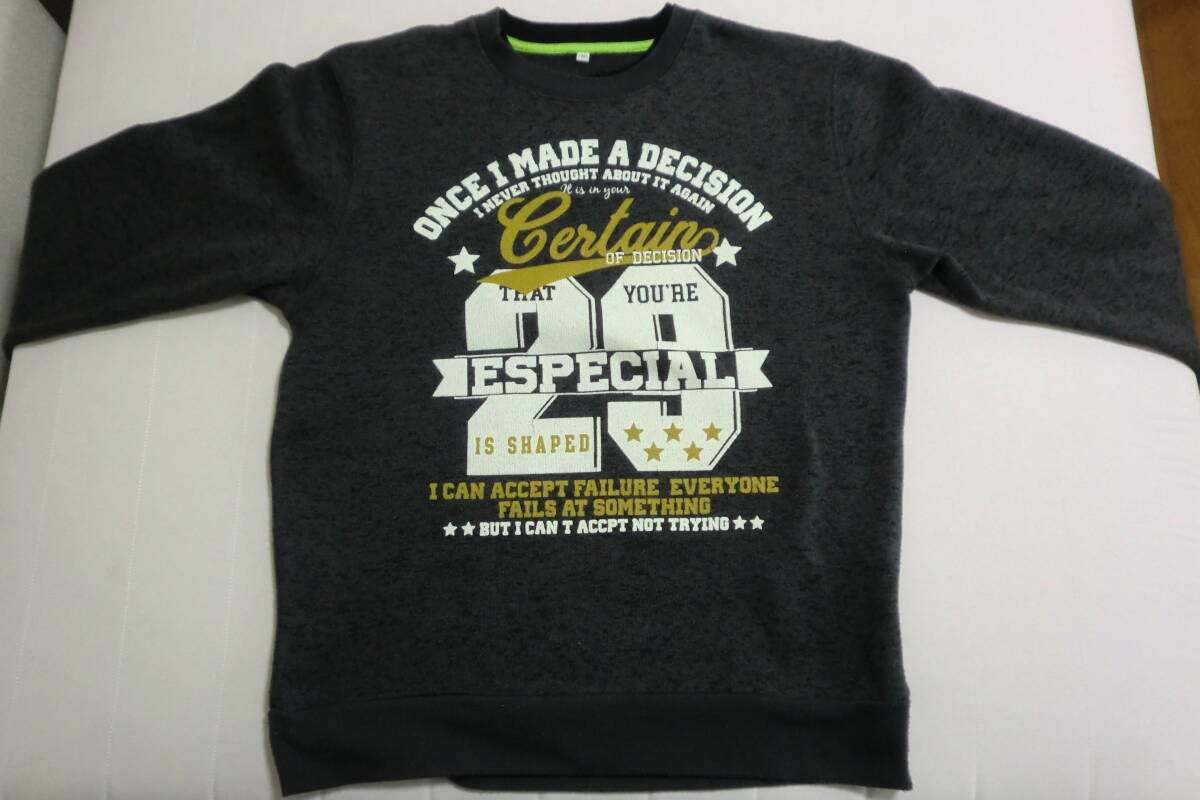 ONCE I MADE A DECISION
I NEVER THOUGHT ABOUT IT AGAIN
It is in your
Certain
OF DECISION
THAT YOU'RE
29
ESPECIAL
IS SHAPED
I CAN ACCEPT FAILURE EVERYONE
FAILS AT SOMETHING
BUT I CAN T ACCPT NOT TRYING